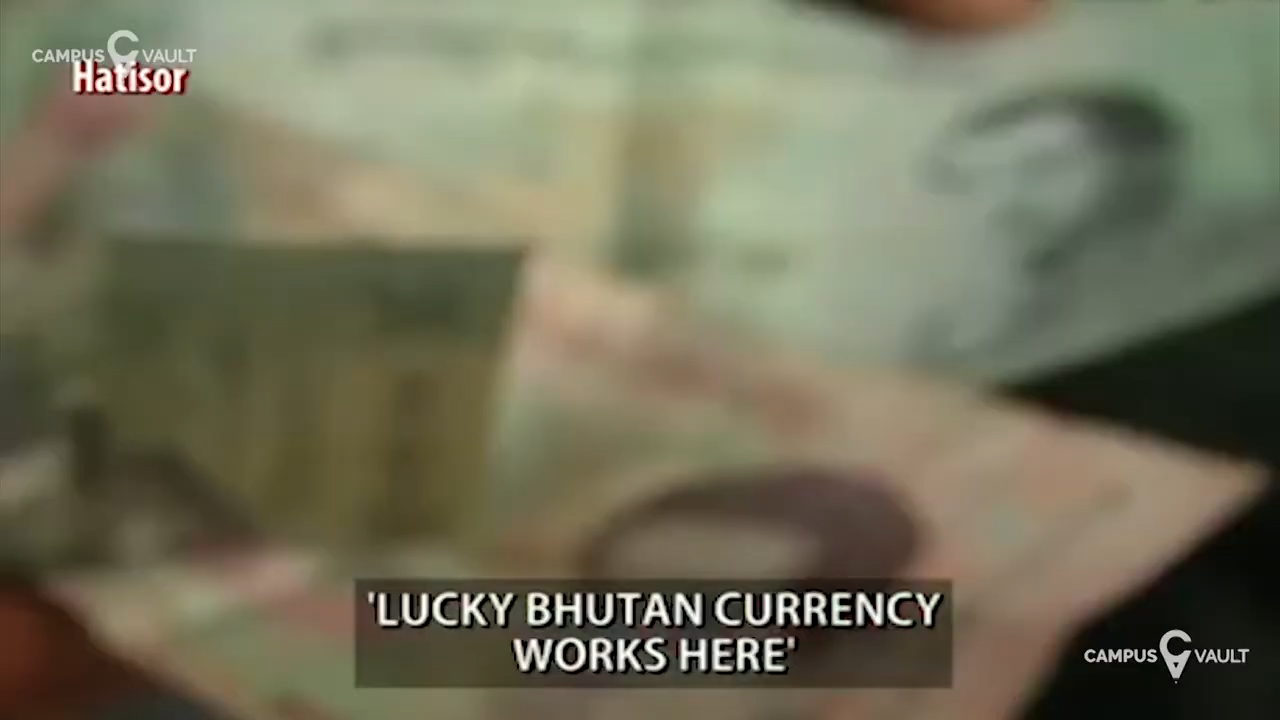 CAMPUS VAULT
Hatisor
'LUCKY BHUTAN CURRENCY
WORKS HERE'
CAMPUS VAULT